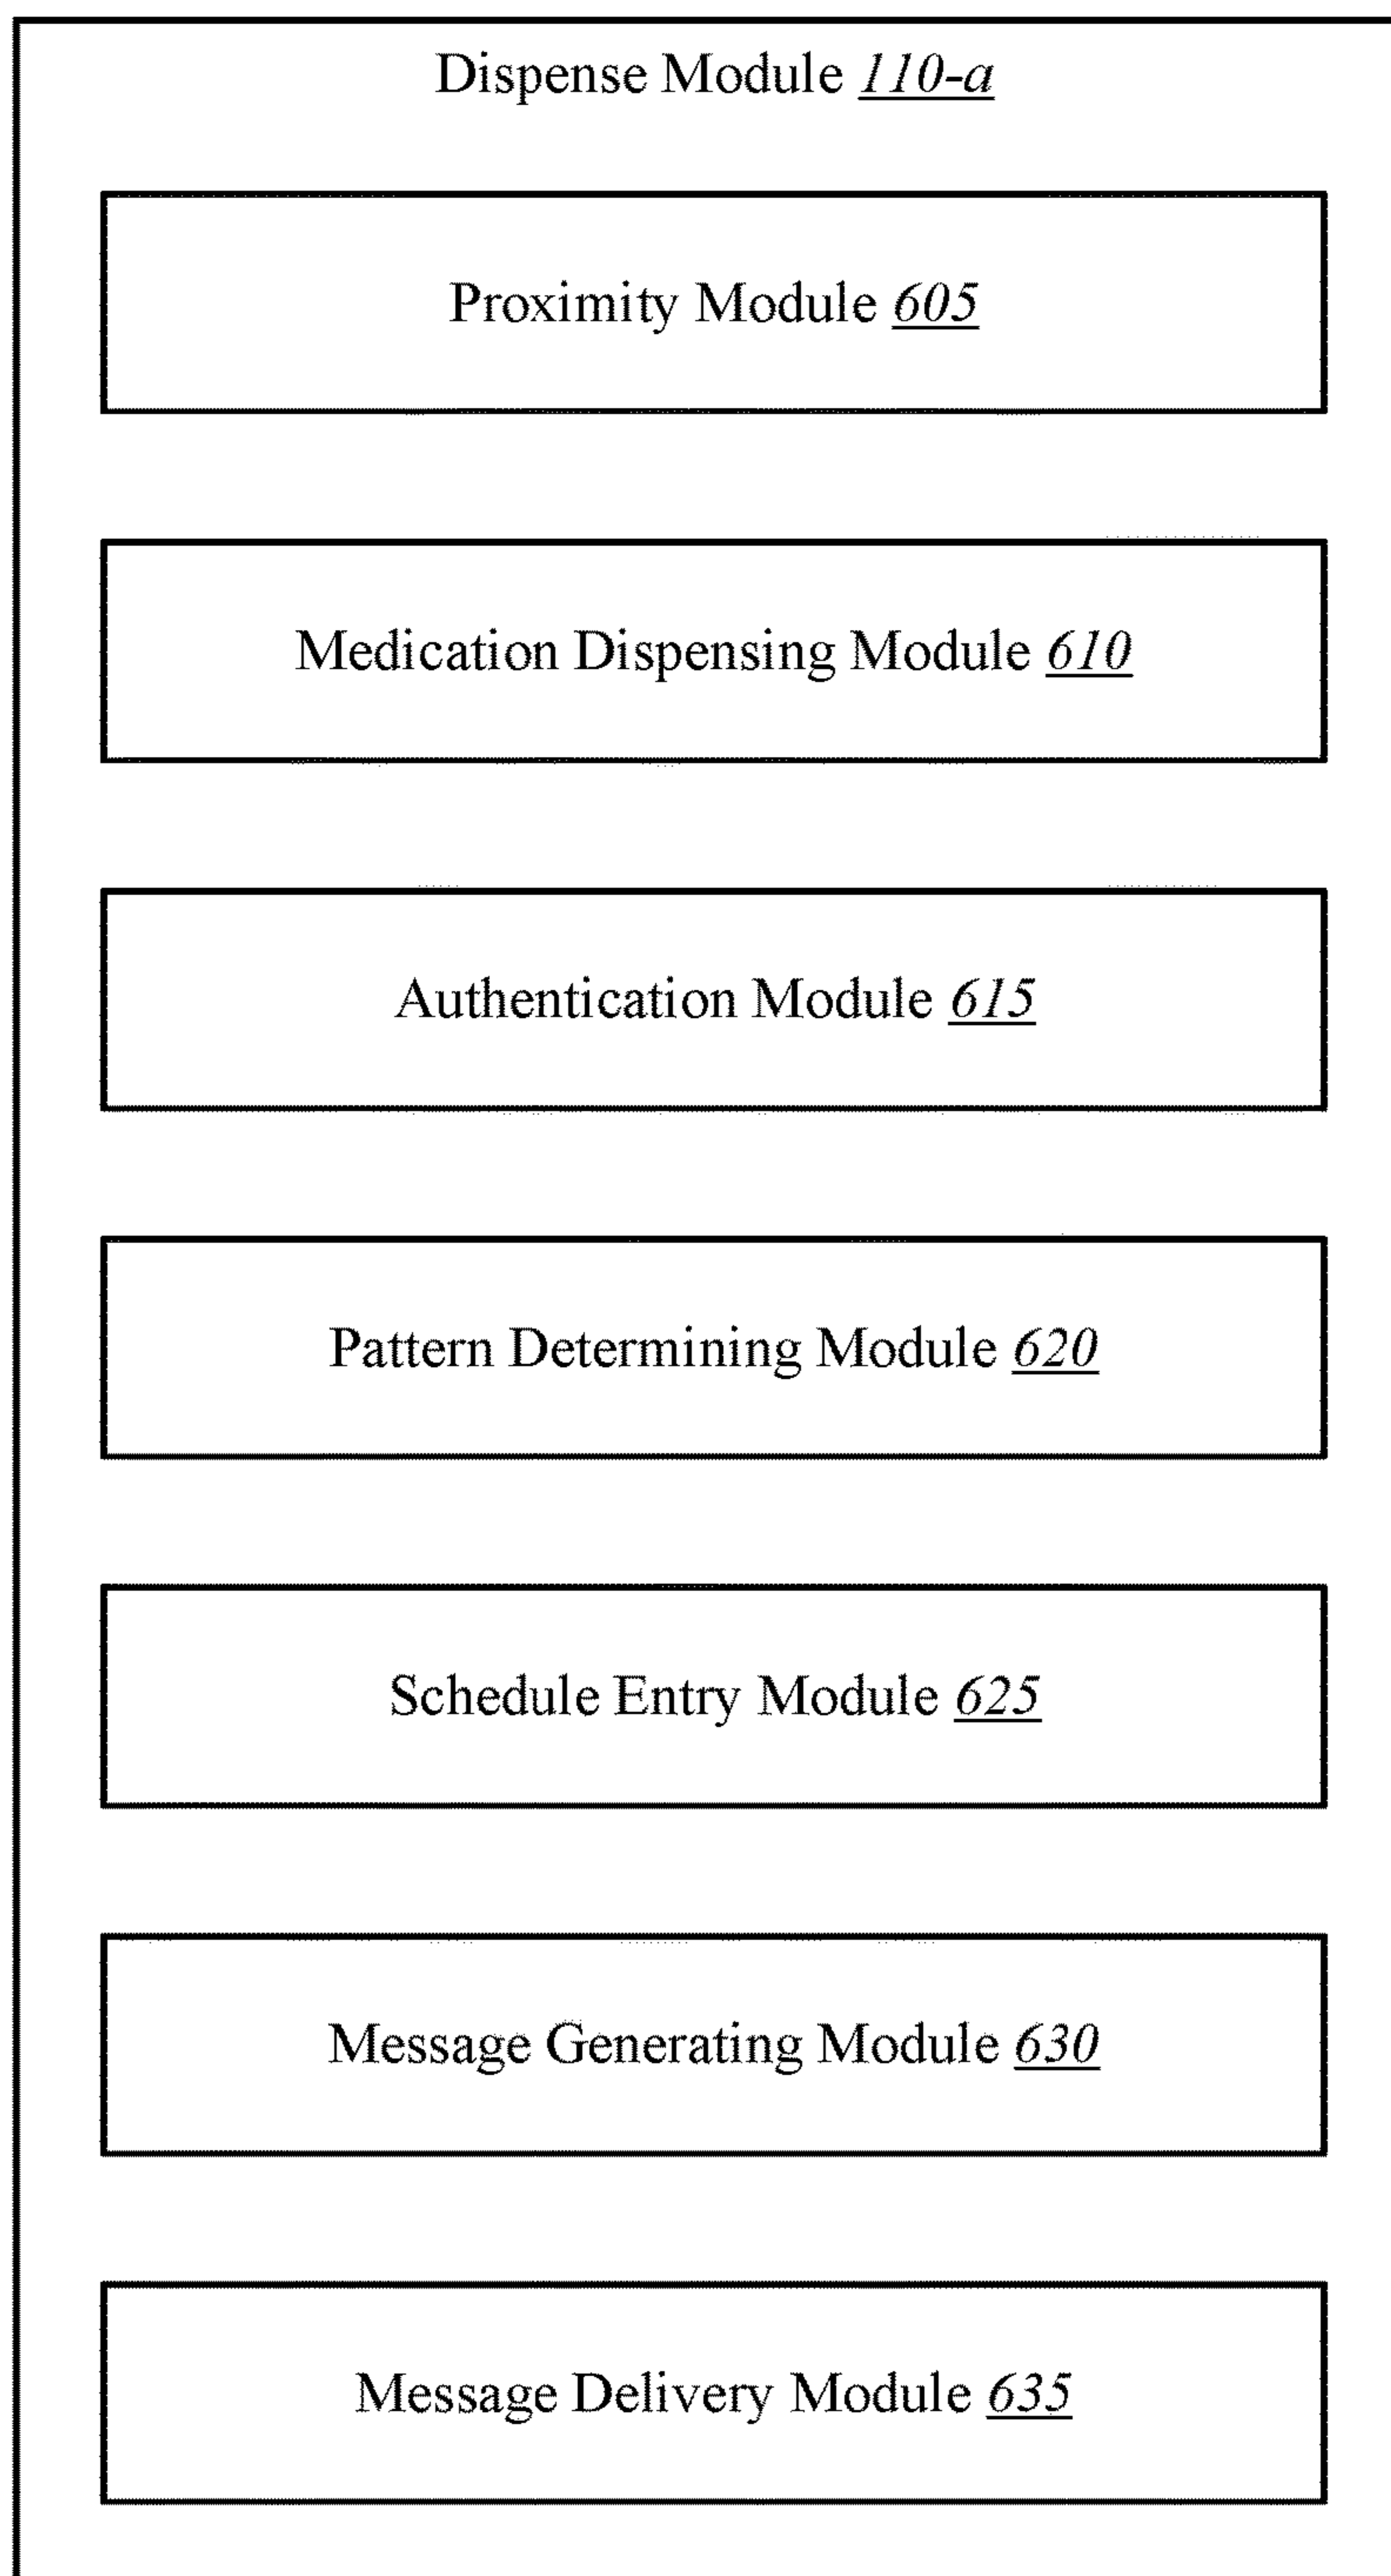 Dispense Module 110-a
Proximity Module 605
Medication Dispensing Module 610
Authentication Module 615
Pattern Determining Module 620
Schedule Entry Module 625
Message Generating Module 630
Message Delivery Module 635